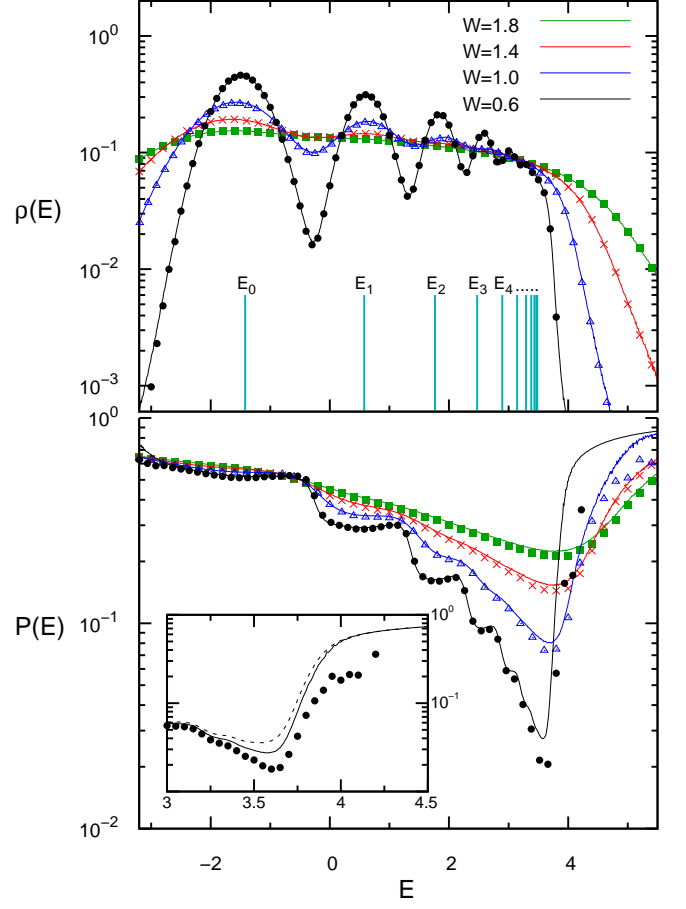 10^0
W=1.8
W=1.4
W=1.0
W=0.6
10^-1
ρ(E)
10^-2
E_0 E_1 E_2 E_3 E_4 .....
10^-3
10^0
P(E)
10^-1
10^0
10^-1
3 3.5 4 4.5
10^-2
−2 0 2 4
E